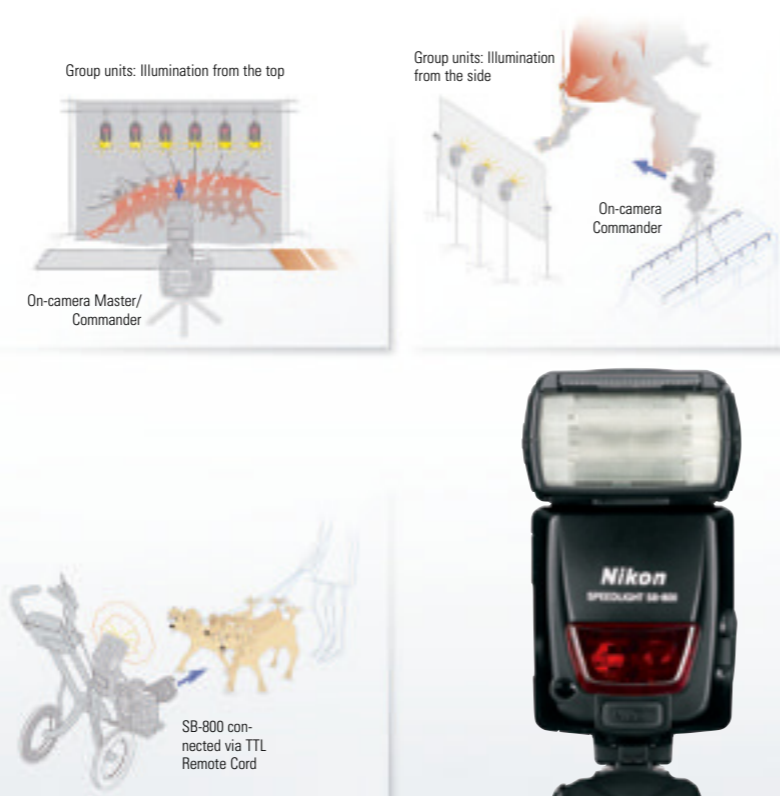 Group units: Illumination from the top
Group units: Illumination
from the side
On-camera
Commander
On-camera Master/
Commander
Nikon
SPEEDLIGHT SB-800
SB-800 con-
nected via TTL
Remote Cord